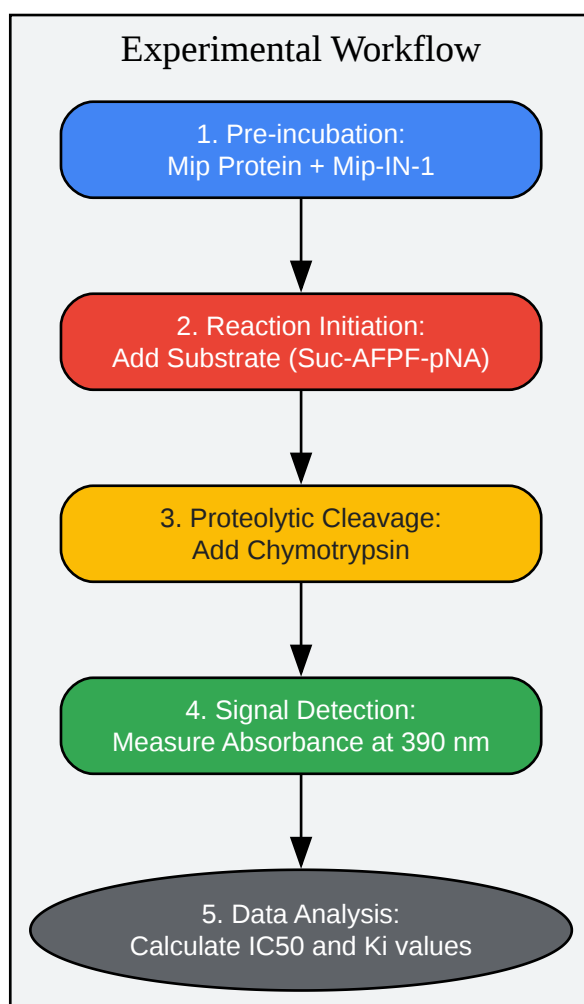 Experimental Workflow
1. Pre-incubation:
Mip Protein + Mip-IN-1
2. Reaction Initiation:
Add Substrate (Suc-AFPF-pNA)
3. Proteolytic Cleavage:
Add Chymotrypsin
4. Signal Detection:
Measure Absorbance at 390 nm
5. Data Analysis:
Calculate IC50 and Ki values